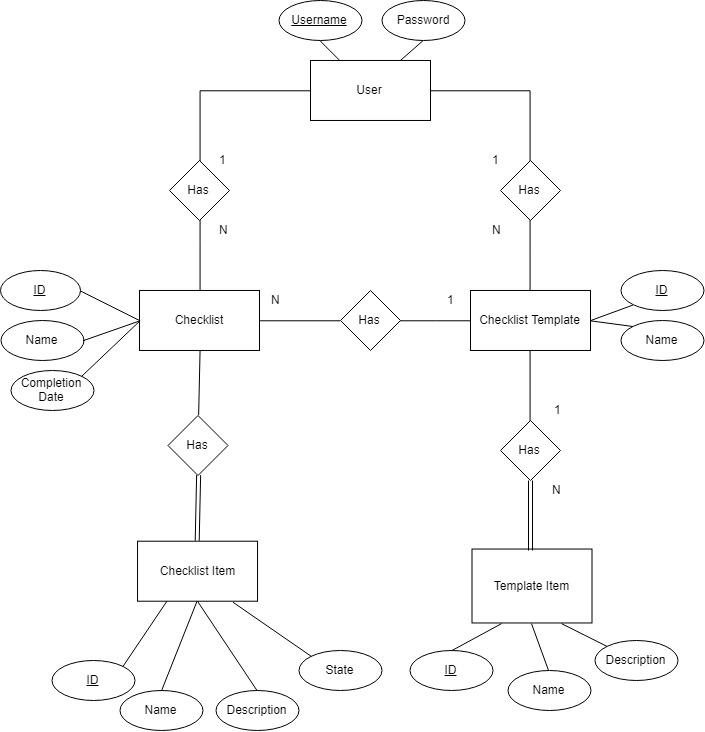 Username
Password
User
1
1
Has
Has
N
N
ID
ID
N
1
Checklist
Has
Checklist Template
Name
Name
Completion
Date
1
Has
Has
N
Checklist Item
Template Item
ID
State
ID
Description
Name
Description
Name